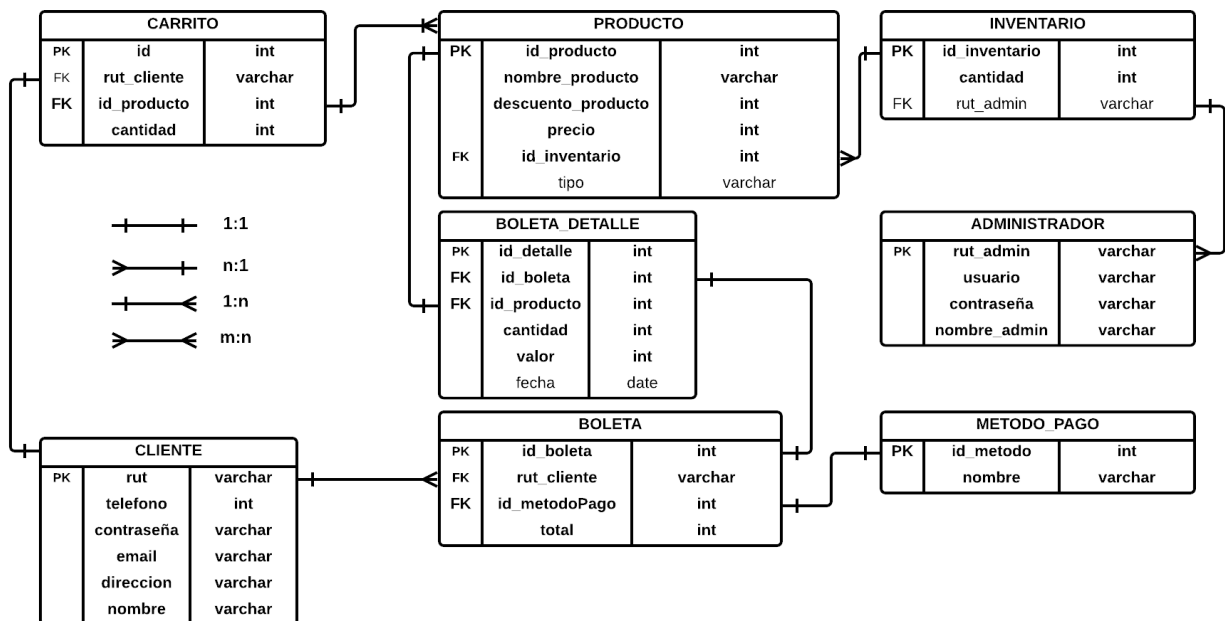 CARRITO
PK id int
FK rut_cliente varchar
FK id_producto int
cantidad int
PRODUCTO
PK id_producto int
nombre_producto varchar
descuento_producto int
precio int
FK id_inventario int
tipo varchar
INVENTARIO
PK id_inventario int
cantidad int
FK rut_admin varchar
1:1
n:1
1:n
m:n
BOLETA_DETALLE
PK id_detalle int
FK id_boleta int
FK id_producto int
cantidad int
valor int
fecha date
ADMINISTRADOR
PK rut_admin varchar
usuario varchar
contraseña varchar
nombre_admin varchar
CLIENTE
PK rut varchar
telefono int
contraseña varchar
email varchar
direccion varchar
nombre varchar
BOLETA
PK id_boleta int
FK rut_cliente varchar
FK id_metodoPago int
total int
METODO_PAGO
PK id_metodo int
nombre varchar